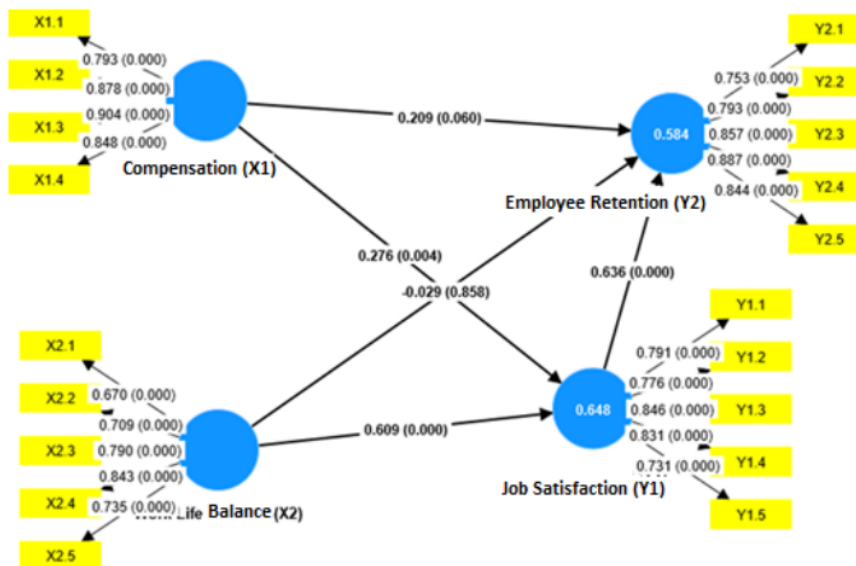 X1.1
X1.2
X1.3
X1.4
0.793 (0.000)
0.878 (0.000)
0.904 (0.000)
0.848 (0.000)
Compensation (X1)
0.209 (0.060)
0.584
Employee Retention (Y2)
0.753 (0.000)
0.793 (0.000)
0.857 (0.000)
0.887 (0.000)
0.844 (0.000)
Y2.1
Y2.2
Y2.3
Y2.4
Y2.5
0.276 (0.004)
-0.029 (0.858)
0.636 (0.000)
X2.1
X2.2
X2.3
X2.4
X2.5
0.670 (0.000)
0.709 (0.000)
0.790 (0.000)
0.843 (0.000)
0.735 (0.000)
Life Balance (X2)
0.609 (0.000)
0.648
Job Satisfaction (Y1)
0.791 (0.000)
0.776 (0.000)
0.846 (0.000)
0.831 (0.000)
0.731 (0.000)
Y1.1
Y1.2
Y1.3
Y1.4
Y1.5